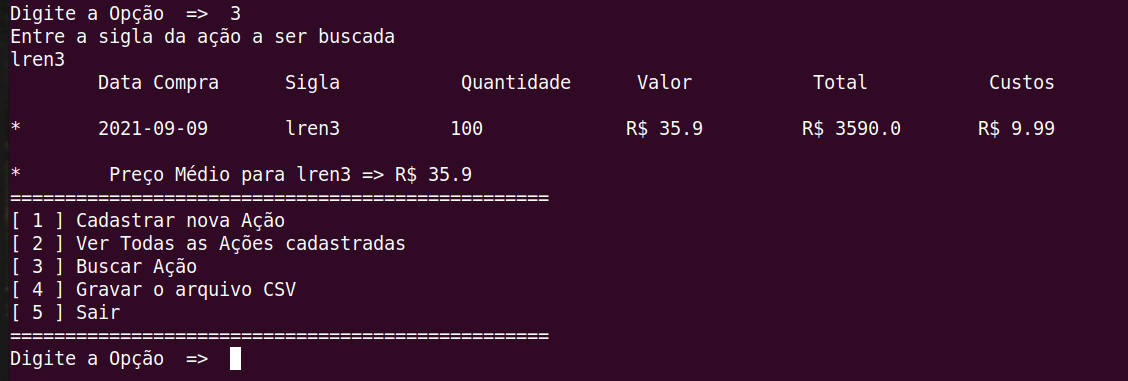 Digite a Opção  =>  3
Entre a sigla da ação a ser buscada
lren3
        Data Compra      Sigla           Quantidade      Valor           Total           Custos
*       2021-09-09       lren3          100             R$ 35.9         R$ 3590.0       R$ 9.99
*        Preço Médio para lren3 => R$ 35.9
=================================================
[ 1 ] Cadastrar nova Ação
[ 2 ] Ver Todas as Ações cadastradas
[ 3 ] Buscar Ação
[ 4 ] Gravar o arquivo CSV
[ 5 ] Sair
=================================================
Digite a Opção  =>